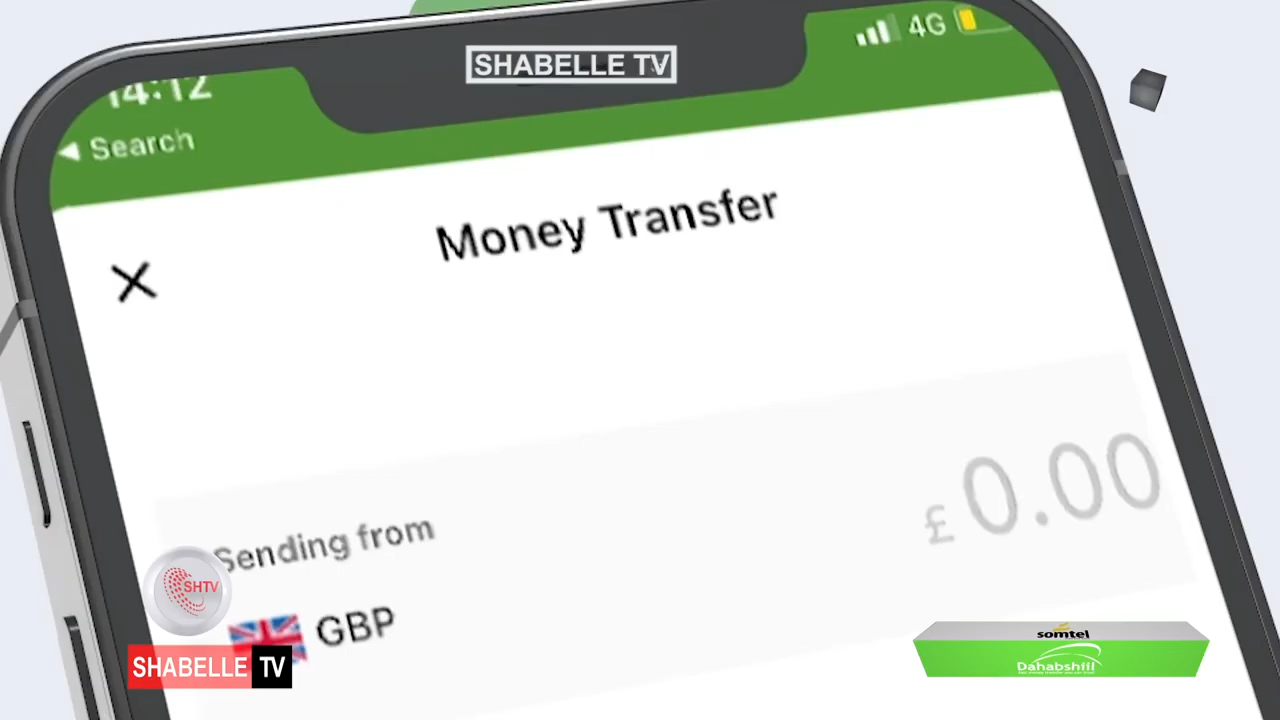 SHABELLE TV
14:12
4G
◀ Search
Money Transfer
Sending from
£0.00
GBP
SHTV
SHABELLE TV
somtel
Dahabshiil